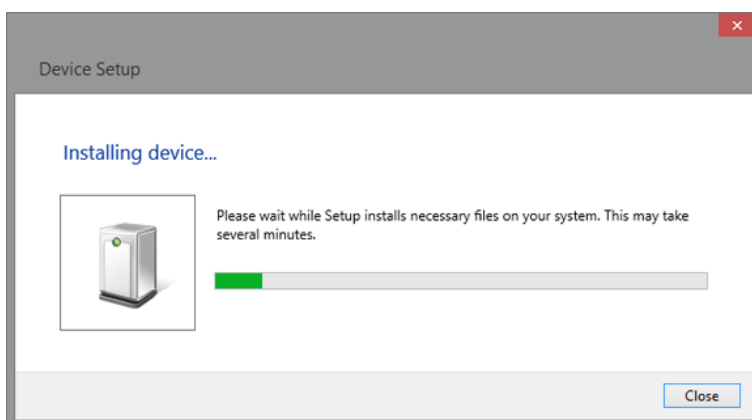 Device Setup
Installing device...
Please wait while Setup installs necessary files on your system. This may take
several minutes.
Close